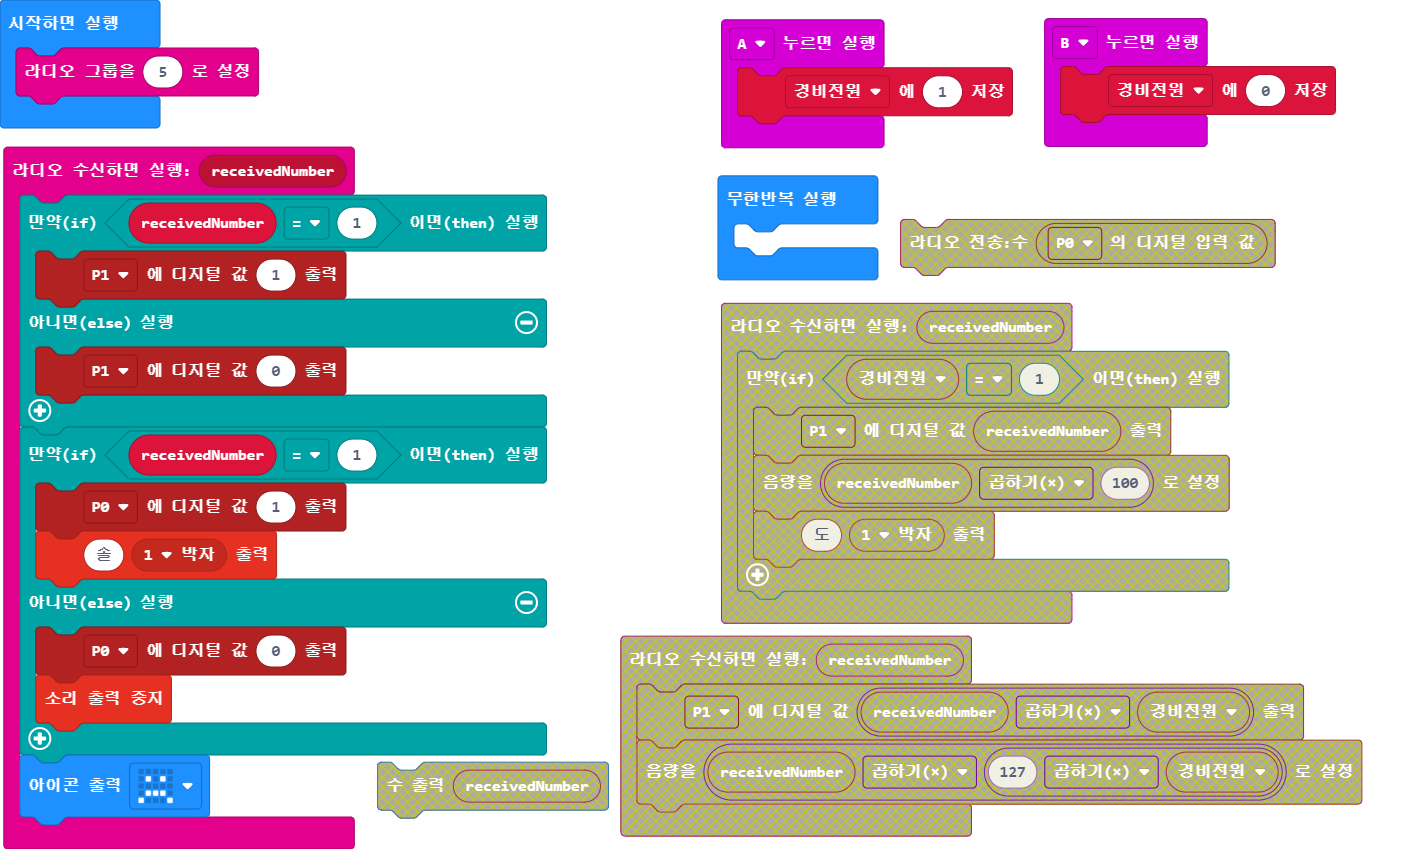 시작하면 실행
라디오 그룹을 5 로 설정
라디오 수신하면 실행: receivedNumber
만약(if) receivedNumber = 1 이면(then) 실행
P1 에 디지털 값 1 출력
아니면(else) 실행
P1 에 디지털 값 0 출력
만약(if) receivedNumber = 1 이면(then) 실행
P0 에 디지털 값 1 출력
솔 1 박자 출력
아니면(else) 실행
P0 에 디지털 값 0 출력
소리 출력 중지
아이콘 출력
수 출력 receivedNumber
A 누르면 실행
경비전원 에 1 저장
B 누르면 실행
경비전원 에 0 저장
무한반복 실행
라디오 전송:수 P0 의 디지털 입력 값
라디오 수신하면 실행: receivedNumber
만약(if) 경비전원 = 1 이면(then) 실행
P1 에 디지털 값 receivedNumber 출력
음량을 receivedNumber 곱하기(×) 100 로 설정
도 1 박자 출력
라디오 수신하면 실행: receivedNumber
P1 에 디지털 값 receivedNumber 곱하기(×) 경비전원 출력
음량을 receivedNumber 곱하기(×) 127 곱하기(×) 경비전원 로 설정